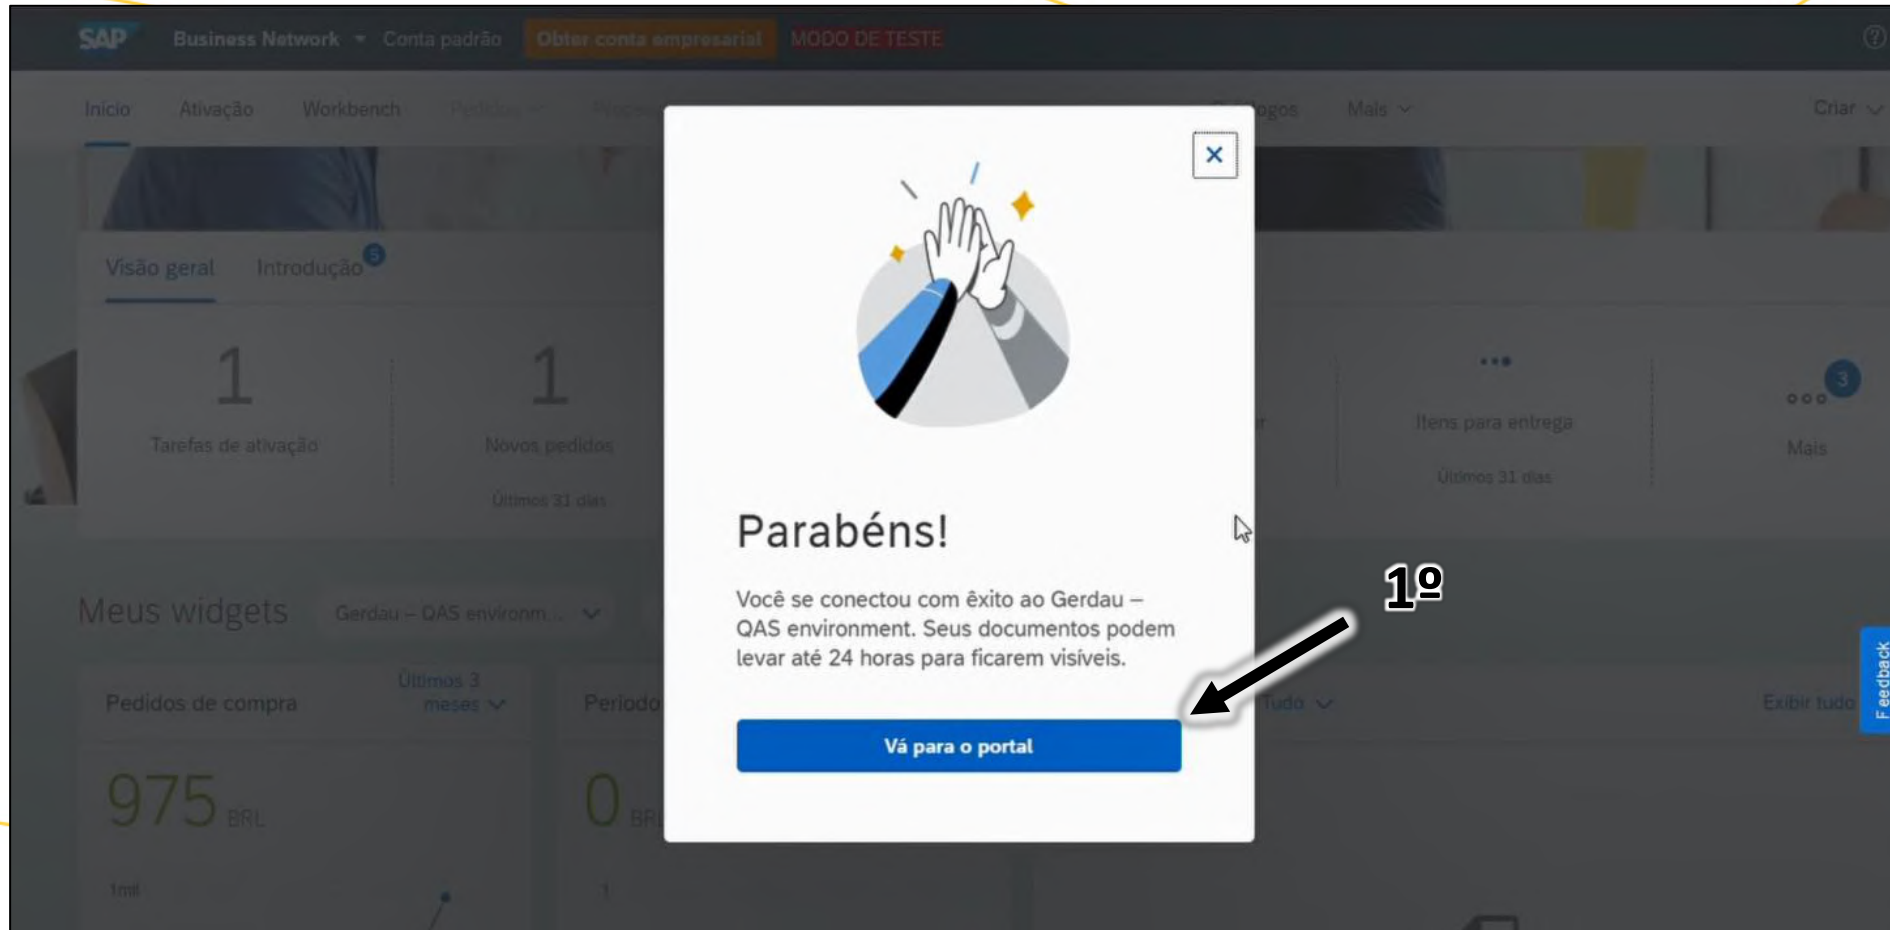 SAP Business Network Conta padrão Obter conta empresarial MODO DE TESTE
Início Ativação Workbench Pedidos Mais Criar
Visão geral Introdução 5
1
Tarefas de ativação
1
Novos pedidos
Últimos 31 dias
Itens para entrega
Últimos 31 dias
3
Mais
Parabéns!
Você se conectou com êxito ao Gerdau –
QAS environment. Seus documentos podem
levar até 24 horas para ficarem visíveis.
Vá para o portal
1º
Meus widgets Gerdau – QAS environm...
Pedidos de compra
Últimos 3
meses
975 BRL
1mil
0
1
Tudo
Exibir tudo
Feedback